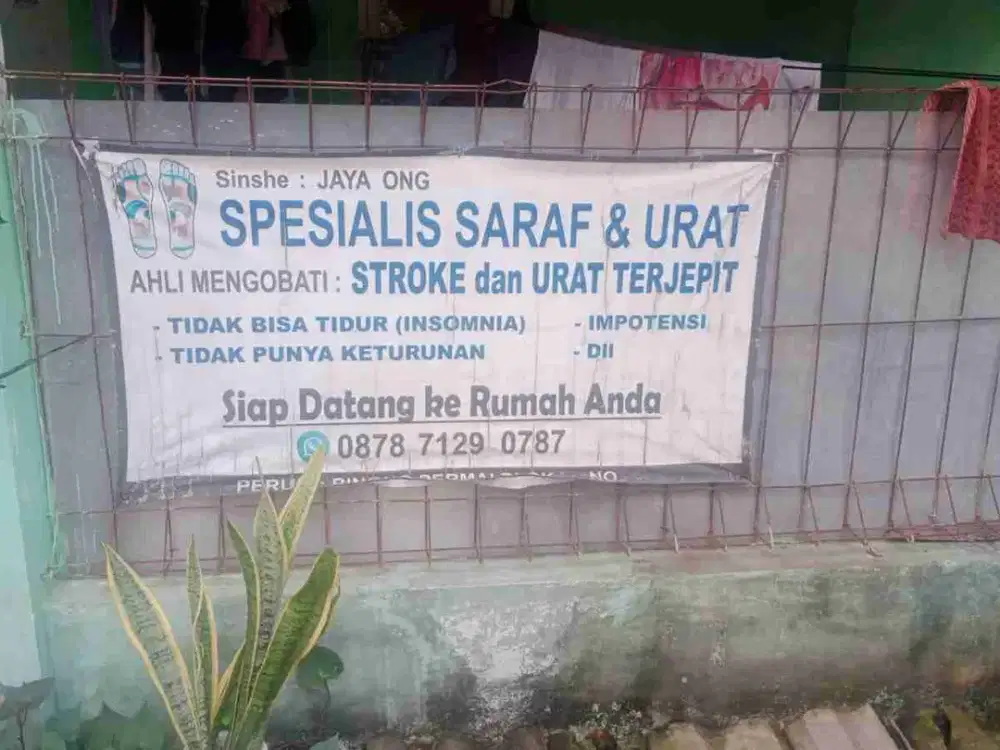 Sinshe : JAYA ONG
SPESIALIS SARAF & URAT
AHLI MENGOBATI : STROKE dan URAT TERJEPIT
- TIDAK BISA TIDUR (INSOMNIA) - IMPOTENSI
- TIDAK PUNYA KETURUNAN - Dll
Siap Datang ke Rumah Anda
0878 7129 0787